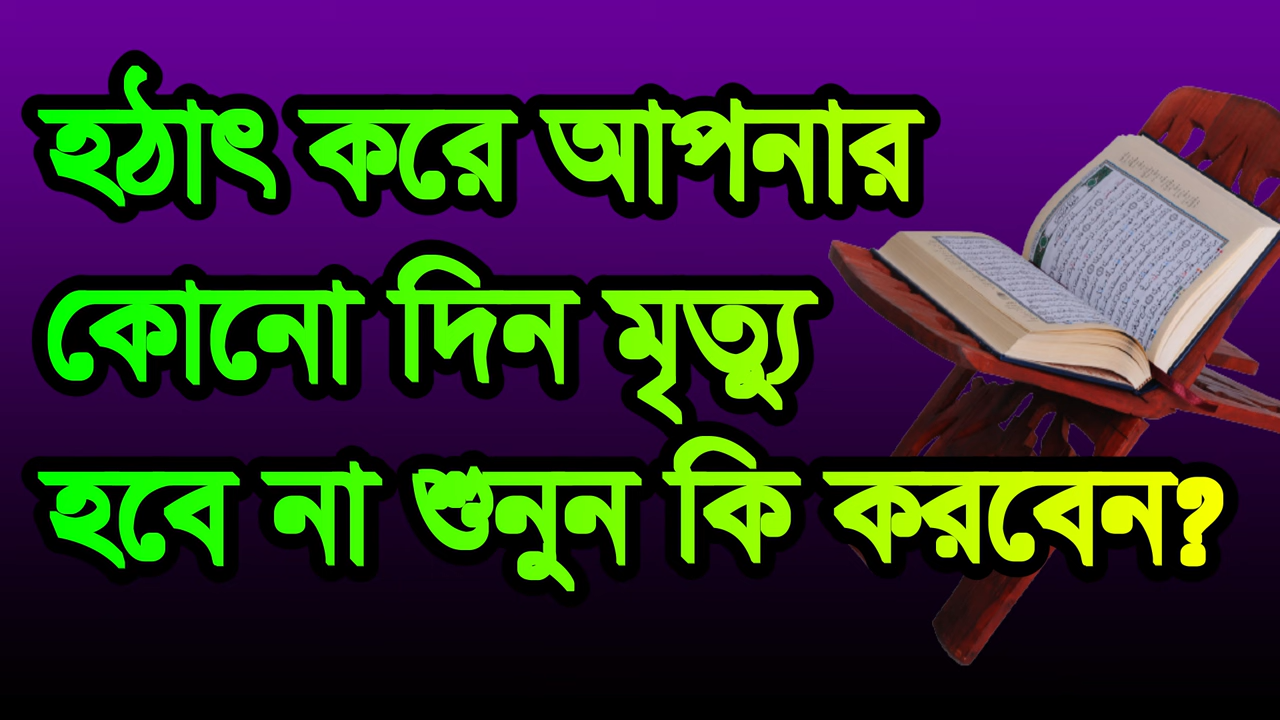 হঠাৎ করে আপনার
কোনো দিন মৃত্যু
হবে না শুনুন কি করবেন?